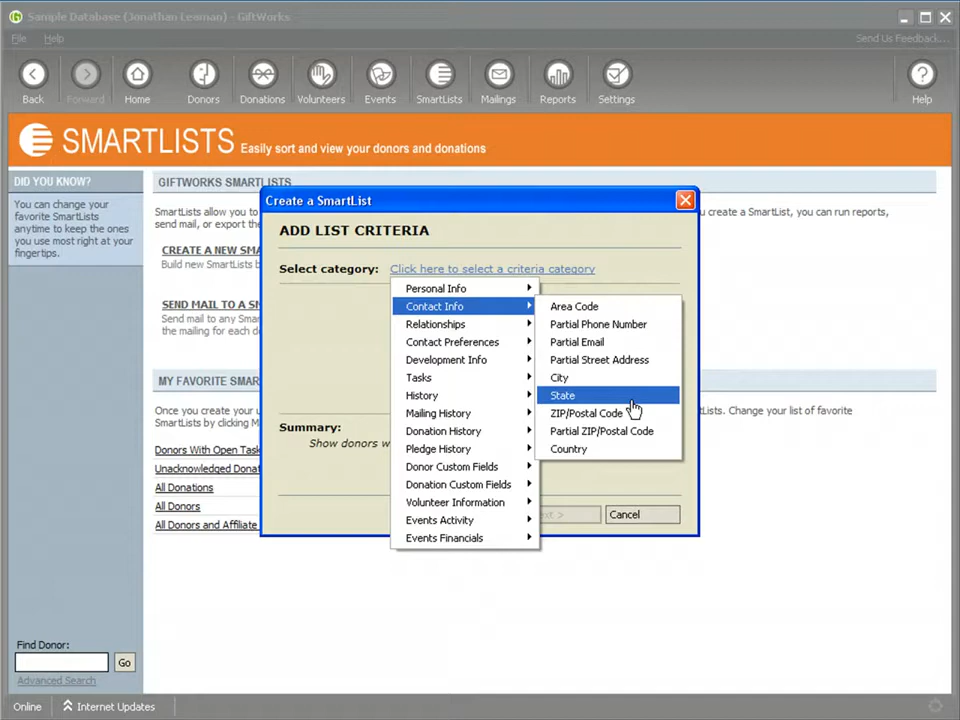 Sample Database (Jonathan Leaman) - GiftWorks
File Help Send Us Feedback...
Back Forward Home Donors Donations Volunteers Events SmartLists Mailings Reports Settings Help
SMARTLISTS Easily sort and view your donors and donations
DID YOU KNOW?
You can change your
favorite SmartLists
anytime to keep the ones
you use most right at your
fingertips.
GIFTWORKS SMARTLISTS
SmartLists allow you to
you create a SmartList, you can run reports,
send mail, or export the
CREATE A NEW SMA
Build new SmartLists b
SEND MAIL TO A SM
Send mail to any Smar
the mailing for each d
MY FAVORITE SMAR
Once you create your u
Lists. Change your list of favorite
SmartLists by clicking M
Donors With Open Task
Unacknowledged Donat
All Donations
All Donors
All Donors and Affiliate
Create a SmartList
ADD LIST CRITERIA
Select category: Click here to select a criteria category
Personal Info
Contact Info
Relationships
Contact Preferences
Development Info
Tasks
History
Mailing History
Donation History
Pledge History
Donor Custom Fields
Donation Custom Fields
Volunteer Information
Events Activity
Events Financials
Area Code
Partial Phone Number
Partial Email
Partial Street Address
City
State
ZIP/Postal Code
Partial ZIP/Postal Code
Country
Summary:
Show donors w
Cancel
Find Donor:
Go
Advanced Search
Online Internet Updates